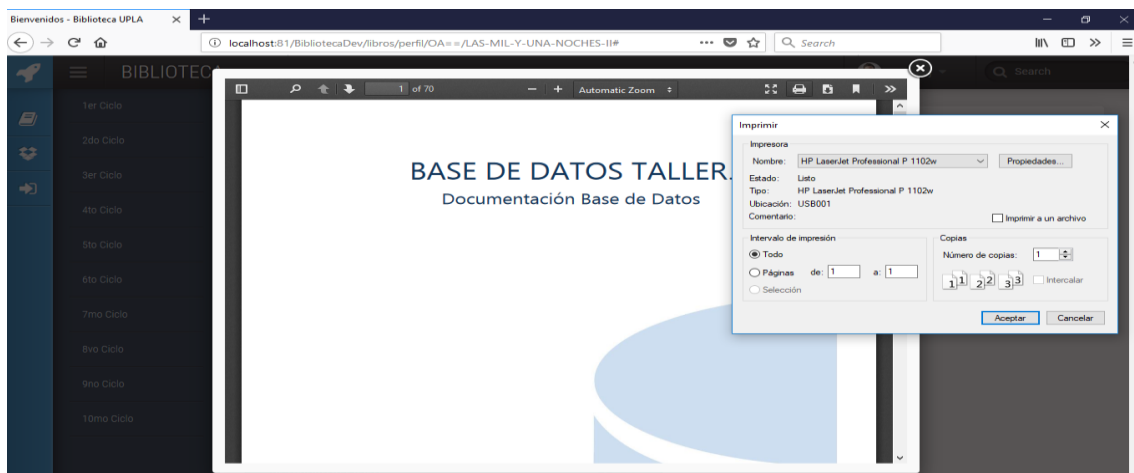 Bienvenidos - Biblioteca UPLA
localhost:81/BibliotecaDev/libros/perfil/OA==/LAS-MIL-Y-UNA-NOCHES-II#
Search
BIBLIOTECA
Search
1er Ciclo
2do Ciclo
3er Ciclo
4to Ciclo
5to Ciclo
6to Ciclo
7mo Ciclo
8vo Ciclo
9no Ciclo
10mo Ciclo
1 of 70
Automatic Zoom
BASE DE DATOS TALLER.
Documentación Base de Datos
Imprimir
Impresora
Nombre: HP LaserJet Professional P 1102w Propiedades...
Estado: Listo
Tipo: HP LaserJet Professional P 1102w
Ubicación: USB001
Comentario: Imprimir a un archivo
Intervalo de impresión
Todo
Páginas de: 1 a: 1
Selección
Copias
Número de copias: 1
11 22 33 Intercalar
Aceptar Cancelar